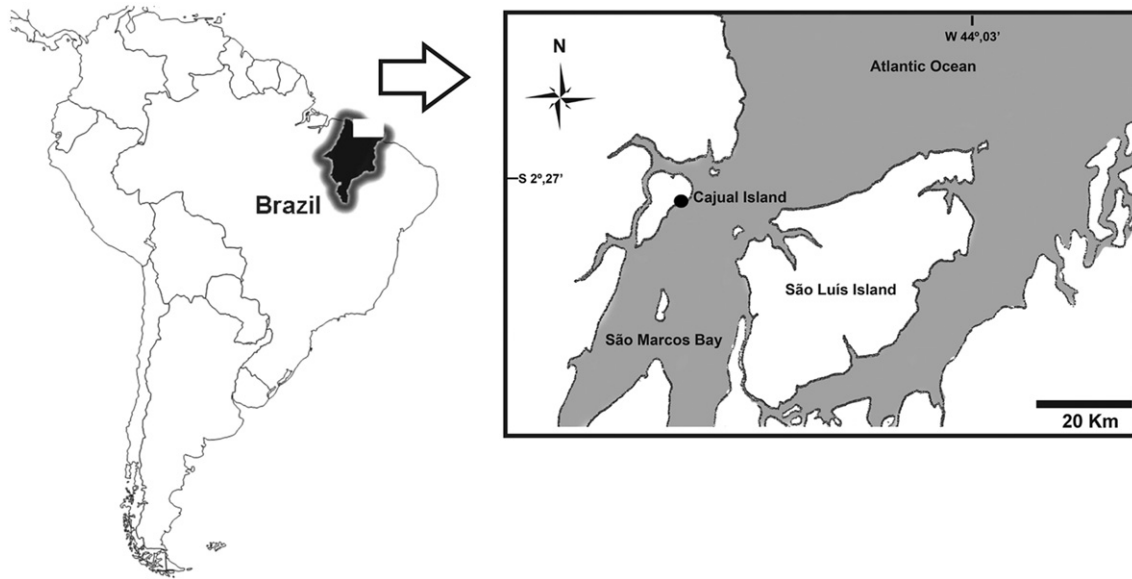 Brazil
N
W 44º,03’
Atlantic Ocean
S 2º,27’
Cajual Island
São Luís Island
São Marcos Bay
20 Km